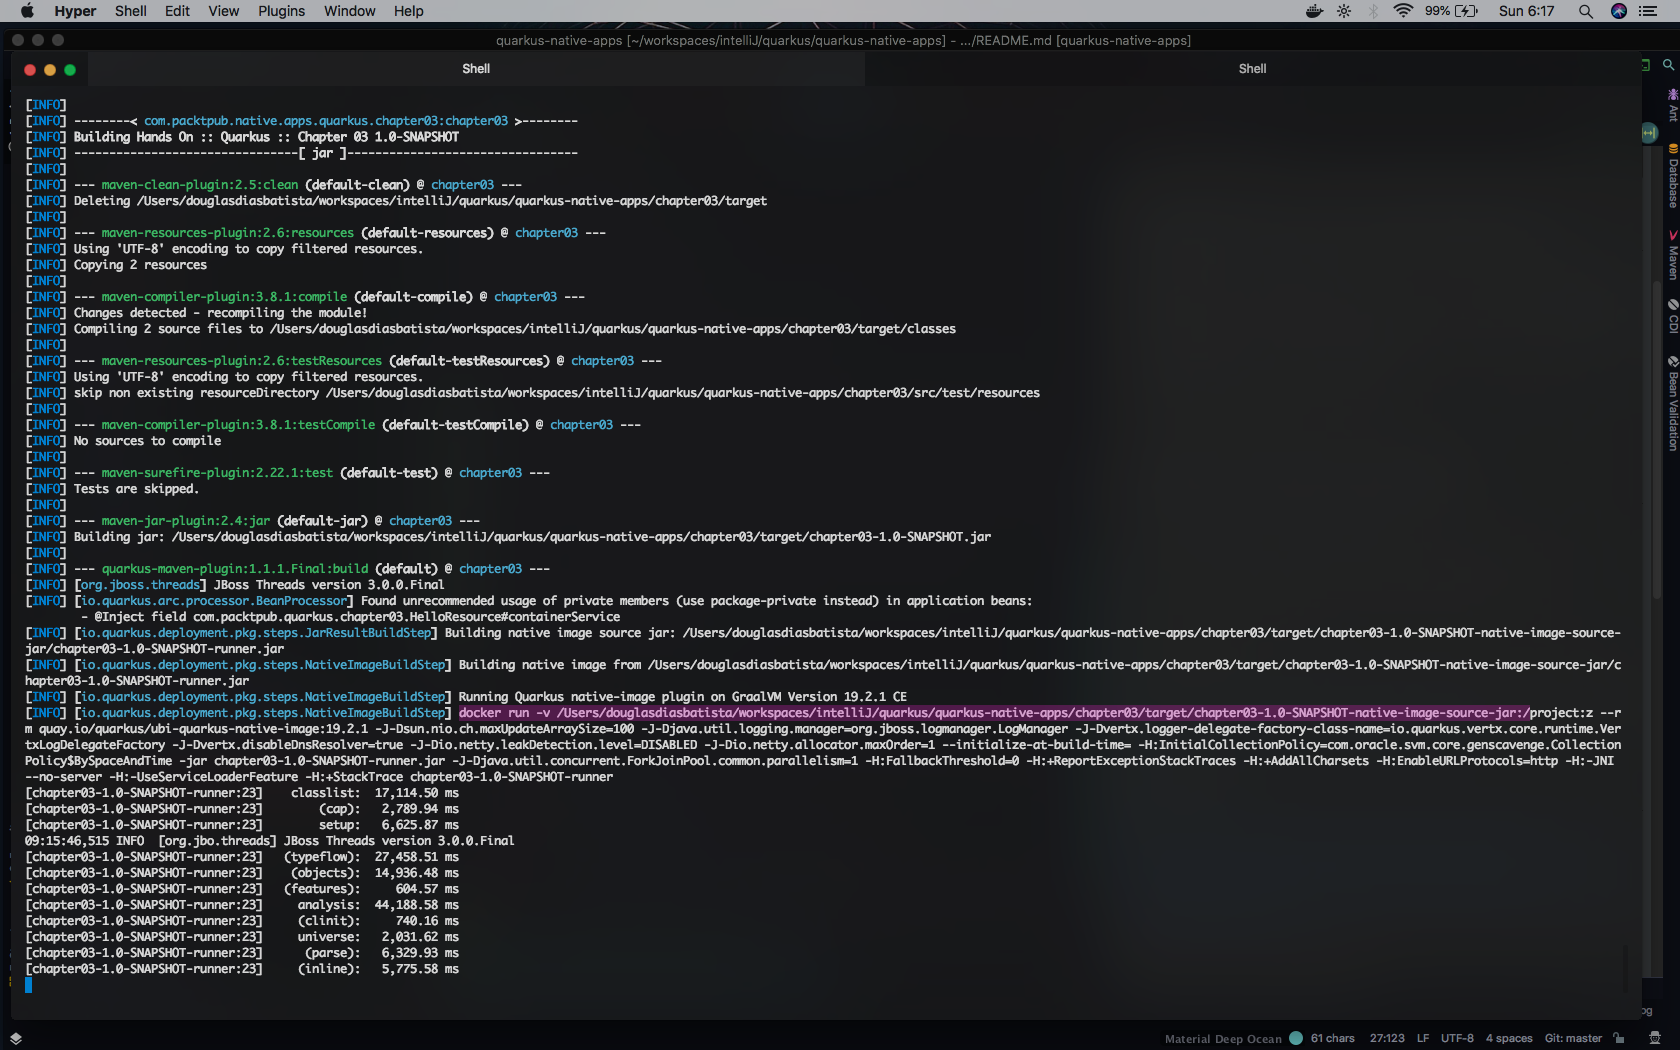 Hyper Shell Edit View Plugins Window Help 99% Sun 6:17
quarkus-native-apps [~/workspaces/intelliJ/quarkus/quarkus-native-apps] - .../README.md [quarkus-native-apps]
Shell Shell
[INFO]
[INFO] --------< com.packtpub.native.apps.quarkus.chapter03:chapter03 >--------
[INFO] Building Hands On :: Quarkus :: Chapter 03 1.0-SNAPSHOT
[INFO] --------------------------------[ jar ]---------------------------------
[INFO]
[INFO] --- maven-clean-plugin:2.5:clean (default-clean) @ chapter03 ---
[INFO] Deleting /Users/douglasdiasbatista/workspaces/intelliJ/quarkus/quarkus-native-apps/chapter03/target
[INFO]
[INFO] --- maven-resources-plugin:2.6:resources (default-resources) @ chapter03 ---
[INFO] Using 'UTF-8' encoding to copy filtered resources.
[INFO] Copying 2 resources
[INFO]
[INFO] --- maven-compiler-plugin:3.8.1:compile (default-compile) @ chapter03 ---
[INFO] Changes detected - recompiling the module!
[INFO] Compiling 2 source files to /Users/douglasdiasbatista/workspaces/intelliJ/quarkus/quarkus-native-apps/chapter03/target/classes
[INFO]
[INFO] --- maven-resources-plugin:2.6:testResources (default-testResources) @ chapter03 ---
[INFO] Using 'UTF-8' encoding to copy filtered resources.
[INFO] skip non existing resourceDirectory /Users/douglasdiasbatista/workspaces/intelliJ/quarkus/quarkus-native-apps/chapter03/src/test/resources
[INFO]
[INFO] --- maven-compiler-plugin:3.8.1:testCompile (default-testCompile) @ chapter03 ---
[INFO] No sources to compile
[INFO]
[INFO] --- maven-surefire-plugin:2.22.1:test (default-test) @ chapter03 ---
[INFO] Tests are skipped.
[INFO]
[INFO] --- maven-jar-plugin:2.4:jar (default-jar) @ chapter03 ---
[INFO] Building jar: /Users/douglasdiasbatista/workspaces/intelliJ/quarkus/quarkus-native-apps/chapter03/target/chapter03-1.0-SNAPSHOT.jar
[INFO]
[INFO] --- quarkus-maven-plugin:1.1.1.Final:build (default) @ chapter03 ---
[INFO] [org.jboss.threads] JBoss Threads version 3.0.0.Final
[INFO] [io.quarkus.arc.processor.BeanProcessor] Found unrecommended usage of private members (use package-private instead) in application beans:
- @Inject field com.packtpub.quarkus.chapter03.HelloResource#containerService
[INFO] [io.quarkus.deployment.pkg.steps.JarResultBuildStep] Building native image source jar: /Users/douglasdiasbatista/workspaces/intelliJ/quarkus/quarkus-native-apps/chapter03/target/chapter03-1.0-SNAPSHOT-native-image-source-
jar/chapter03-1.0-SNAPSHOT-runner.jar
[INFO] [io.quarkus.deployment.pkg.steps.NativeImageBuildStep] Building native image from /Users/douglasdiasbatista/workspaces/intelliJ/quarkus/quarkus-native-apps/chapter03/target/chapter03-1.0-SNAPSHOT-native-image-source-jar/c
hapter03-1.0-SNAPSHOT-runner.jar
[INFO] [io.quarkus.deployment.pkg.steps.NativeImageBuildStep] Running Quarkus native-image plugin on GraalVM Version 19.2.1 CE
[INFO] [io.quarkus.deployment.pkg.steps.NativeImageBuildStep] docker run -v /Users/douglasdiasbatista/workspaces/intelliJ/quarkus/quarkus-native-apps/chapter03/target/chapter03-1.0-SNAPSHOT-native-image-source-jar:/project:z --r
m quay.io/quarkus/ubi-quarkus-native-image:19.2.1 -J-Dsun.nio.ch.maxUpdateArraySize=100 -J-Djava.util.logging.manager=org.jboss.logmanager.LogManager -J-Dvertx.logger-delegate-factory-class-name=io.quarkus.vertx.core.runtime.Ver
txLogDelegateFactory -J-Dvertx.disableDnsResolver=true -J-Dio.netty.leakDetection.level=DISABLED -J-Dio.netty.allocator.maxOrder=1 --initialize-at-build-time= -H:InitialCollectionPolicy=com.oracle.svm.core.genscavenge.Collection
Policy$BySpaceAndTime -jar chapter03-1.0-SNAPSHOT-runner.jar -J-Djava.util.concurrent.ForkJoinPool.common.parallelism=1 -H:FallbackThreshold=0 -H:+ReportExceptionStackTraces -H:+AddAllCharsets -H:EnableURLProtocols=http -H:-JNI
--no-server -H:-UseServiceLoaderFeature -H:+StackTrace chapter03-1.0-SNAPSHOT-runner
[chapter03-1.0-SNAPSHOT-runner:23] classlist: 17,114.50 ms
[chapter03-1.0-SNAPSHOT-runner:23] (cap): 2,789.94 ms
[chapter03-1.0-SNAPSHOT-runner:23] setup: 6,625.87 ms
09:15:46,515 INFO [org.jbo.threads] JBoss Threads version 3.0.0.Final
[chapter03-1.0-SNAPSHOT-runner:23] (typeflow): 27,458.51 ms
[chapter03-1.0-SNAPSHOT-runner:23] (objects): 14,936.48 ms
[chapter03-1.0-SNAPSHOT-runner:23] (features): 604.57 ms
[chapter03-1.0-SNAPSHOT-runner:23] analysis: 44,188.58 ms
[chapter03-1.0-SNAPSHOT-runner:23] (clinit): 740.16 ms
[chapter03-1.0-SNAPSHOT-runner:23] universe: 2,031.62 ms
[chapter03-1.0-SNAPSHOT-runner:23] (parse): 6,329.93 ms
[chapter03-1.0-SNAPSHOT-runner:23] (inline): 5,775.58 ms
Ant
Database
Maven
CDI
Bean Validation
Material Deep Ocean 61 chars 27:123 LF UTF-8 4 spaces Git: master